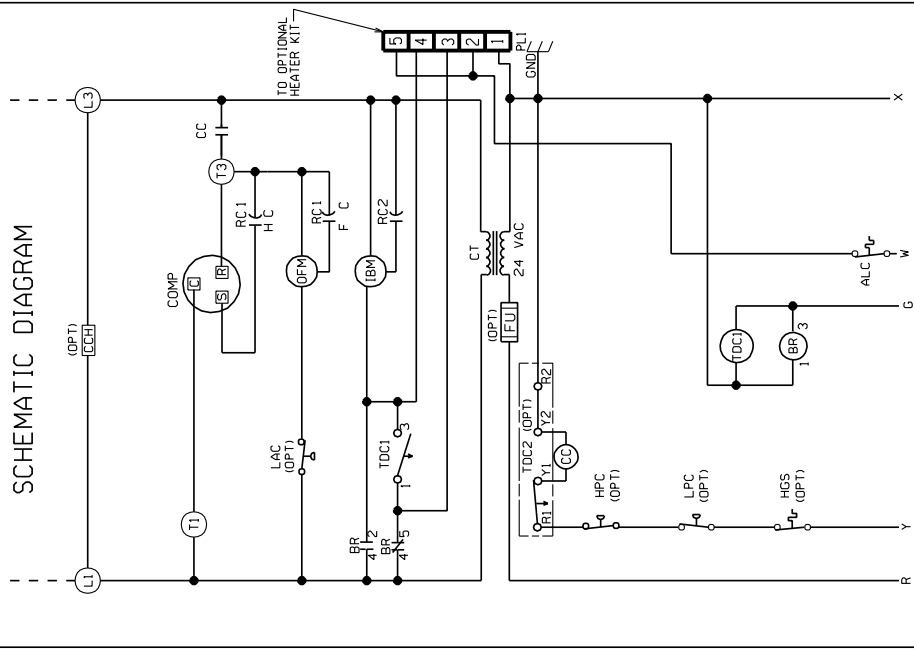 SCHEMATIC DIAGRAM
L1
(OPT)
CCH
L3
T1
COMP
C
S
R
T3
CC
RC1
H C
LAC
(OPT)
OFM
RC1
F C
BR
4 2
IBM
RC2
BR
4 5
TDC1
1 3
TO OPTIONAL
HEATER KIT
5
4
3
2
1
PL1
GND
CT
24 VAC
(OPT)
FU
TDC2 (OPT)
R1
Y1
Y2
R2
CC
HPC
(OPT)
LPC
(OPT)
HGS
(OPT)
TDC1
BR
1 3
ALC
R
Y
G
W
X